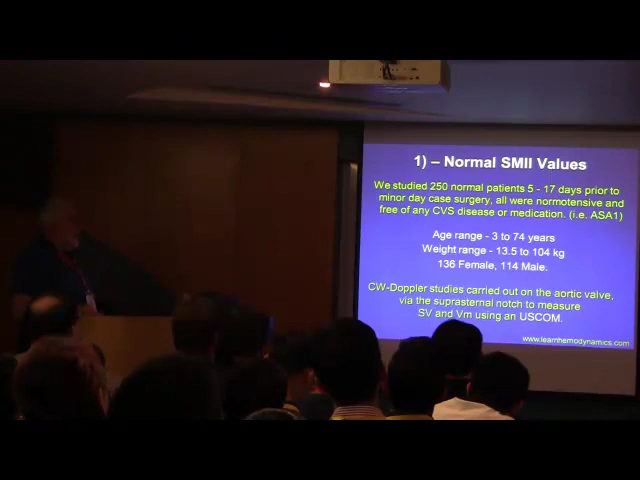 1) – Normal SMII Values
We studied 250 normal patients 5 - 17 days prior to
minor day case surgery, all were normotensive and
free of any CVS disease or medication. (i.e. ASA1)
Age range - 3 to 74 years
Weight range - 13.5 to 104 kg
136 Female, 114 Male.
CW-Doppler studies carried out on the aortic valve,
via the suprasternal notch to measure
SV and Vm using an USCOM.
www.learnhemodynamics.com